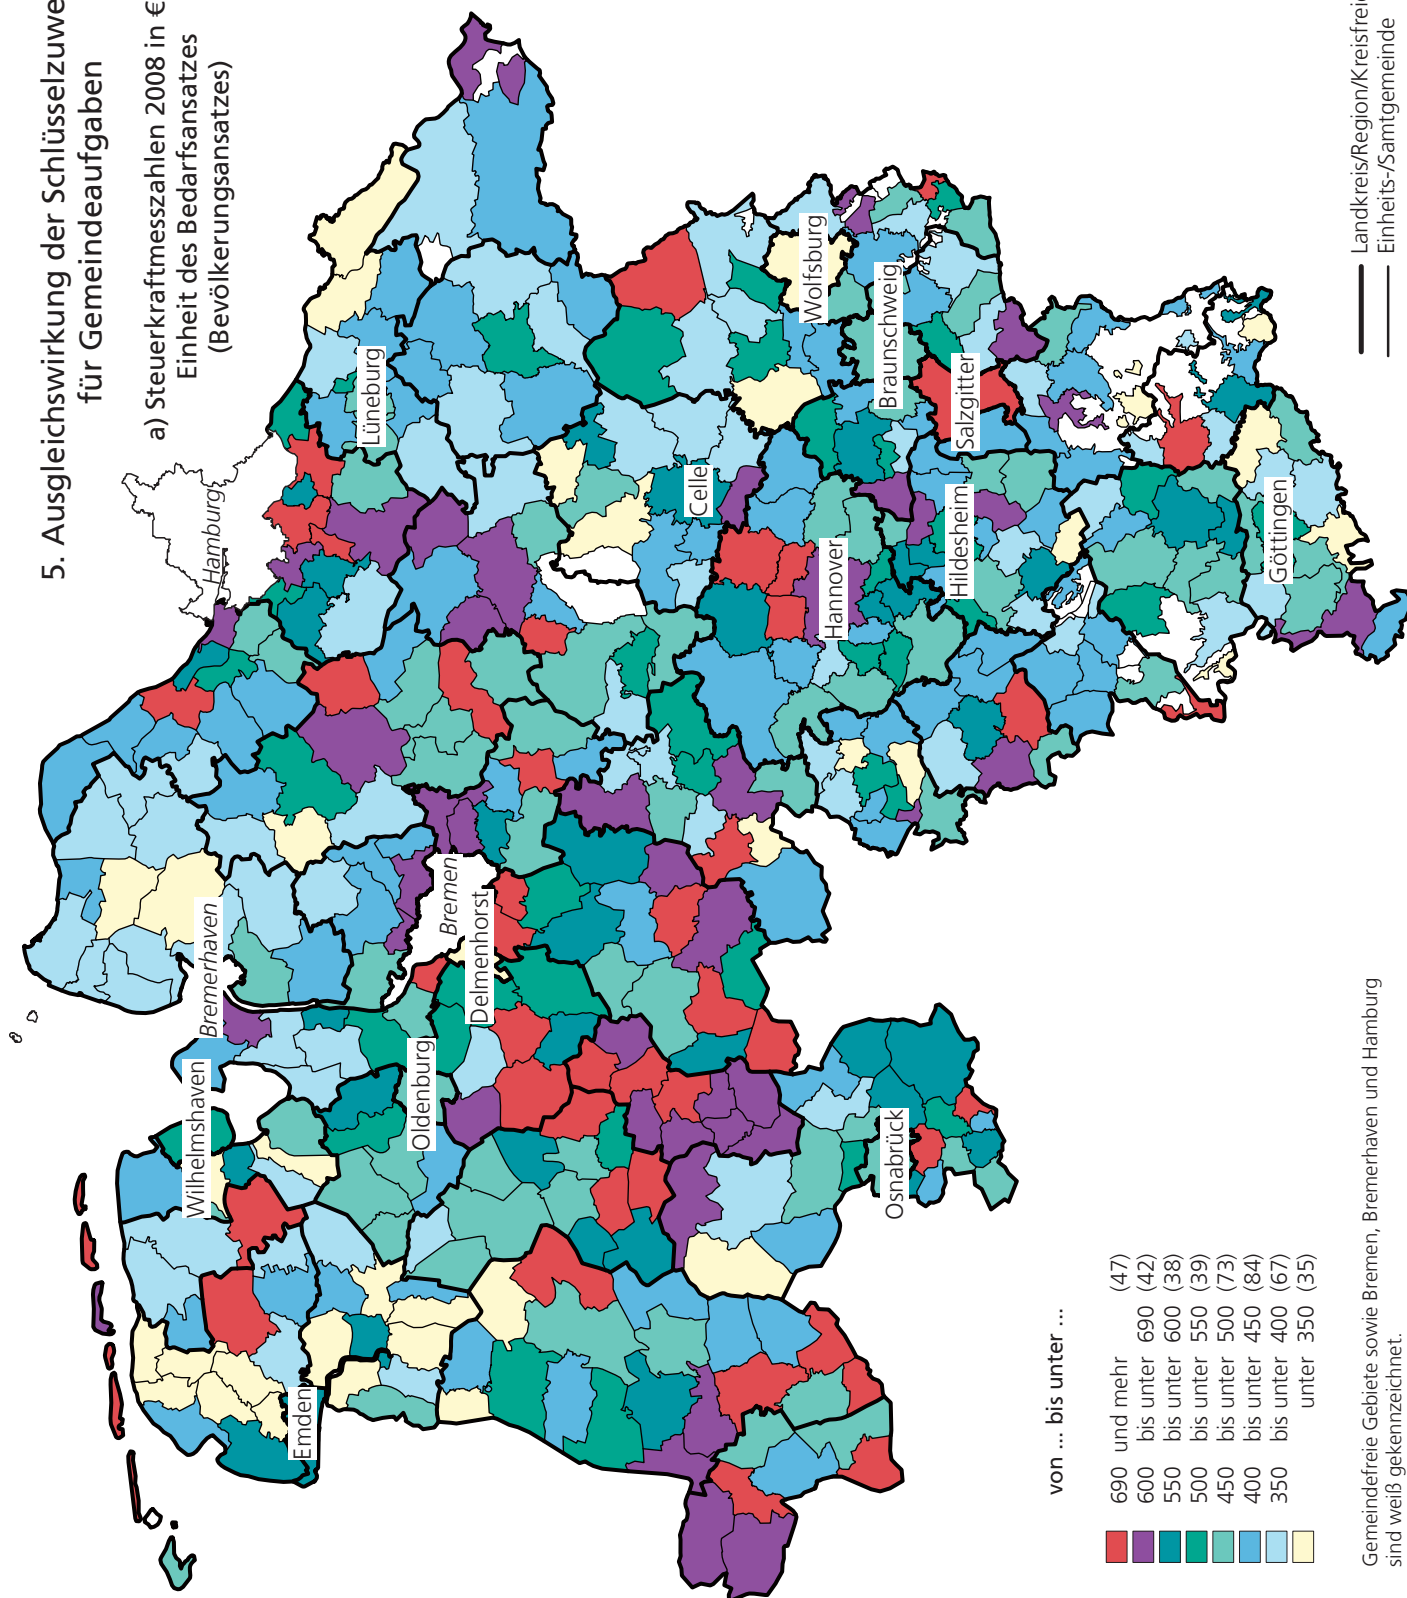 5. Ausgleichswirkung der Schlüsselzuwe
für Gemeindeaufgaben
a) Steuerkraftmesszahlen 2008 in €
Einheit des Bedarfsansatzes
(Bevölkerungsansatzes)
Hamburg
Lüneburg
Bremerhaven
Wilhelmshaven
Emden
Bremen
Delmenhorst
Oldenburg
Celle
Wolfsburg
Braunschweig
Salzgitter
Hannover
Hildesheim
Göttingen
Osnabrück
von ... bis unter ...
690 und mehr (47)
600 bis unter 690 (42)
550 bis unter 600 (38)
500 bis unter 550 (39)
450 bis unter 500 (73)
400 bis unter 450 (84)
350 bis unter 400 (67)
unter 350 (35)
Landkreis/Region/Kreisfreie
Einheits-/Samtgemeinde
Gemeindefreie Gebiete sowie Bremen, Bremerhaven und Hamburg
sind weiß gekennzeichnet.